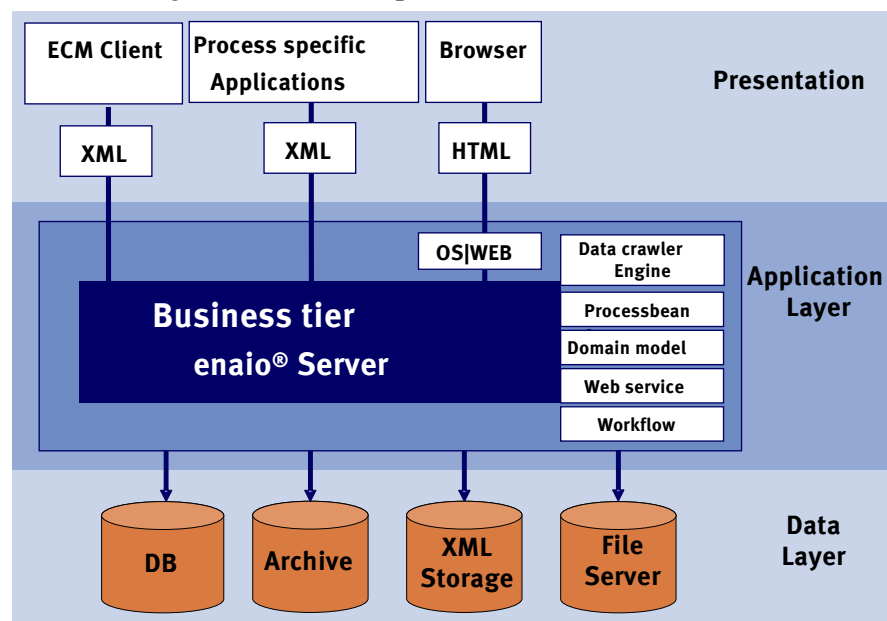 ECM Client
Process specific
Applications
Browser
Presentation
XML
XML
HTML
OS|WEB
Data crawler
Engine
Application
Layer
Business tier
enaio® Server
Processbean
Domain model
Web service
Workflow
DB
Archive
XML
Storage
File
Server
Data
Layer